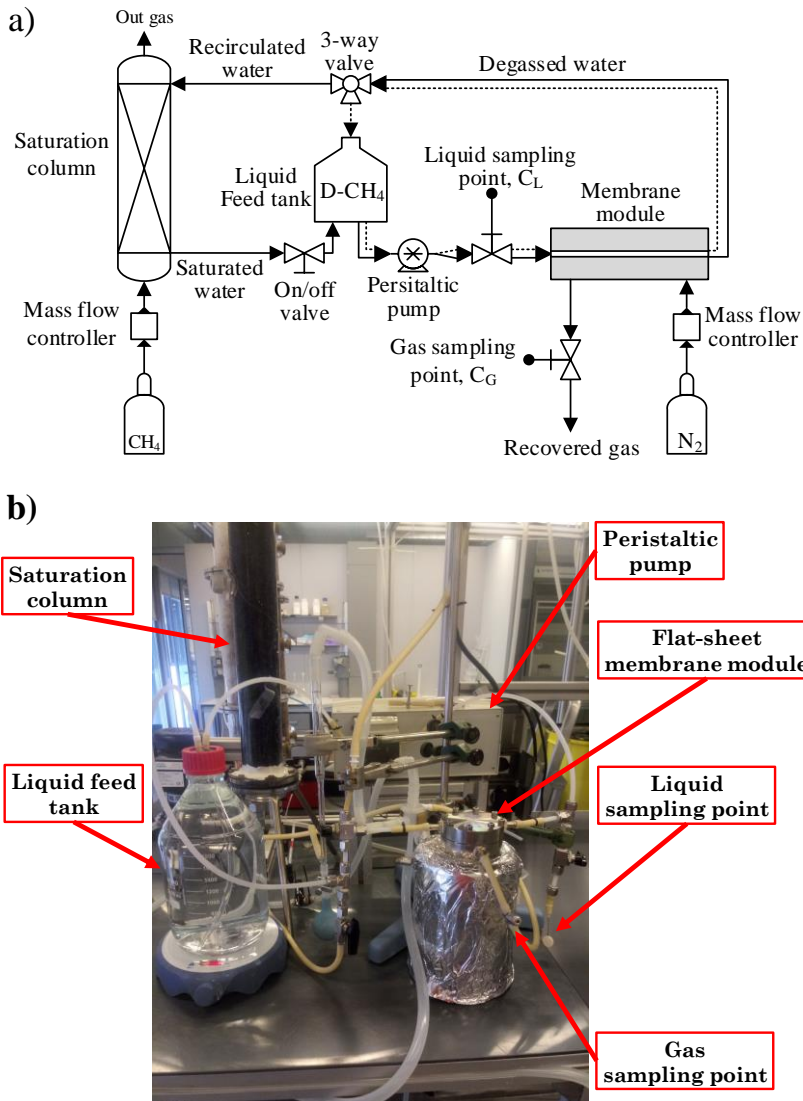 a)
Out gas
Recirculated
water
3-way
valve
Degassed water
Saturation
column
Liquid
Feed tank
D-CH₄
Liquid sampling
point, C_L
Membrane
module
Saturated
water
On/off
valve
Persitaltic
pump
Mass flow
controller
Mass flow
controller
Gas sampling
point, C_G
CH₄
Recovered gas
N₂
b)
Peristaltic
pump
Saturation
column
Flat-sheet
membrane module
Liquid feed
tank
Liquid
sampling point
Gas
sampling point